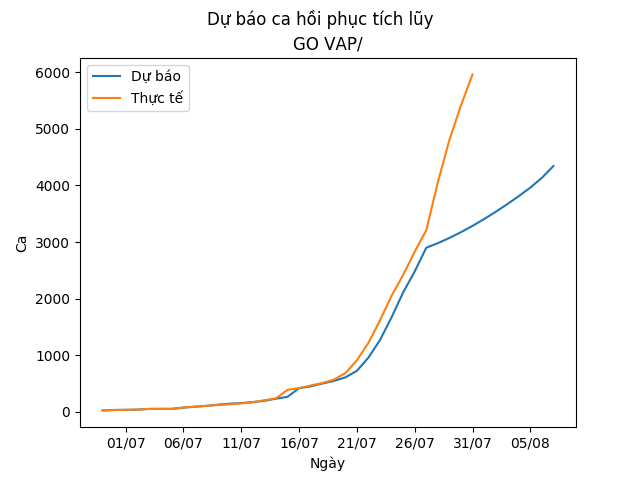 Dự báo ca hồi phục tích lũy
GO VAP/
Dự báo
Thực tế
6000
5000
4000
3000
2000
1000
0
Ca
01/07 06/07 11/07 16/07 21/07 26/07 31/07 05/08
Ngày